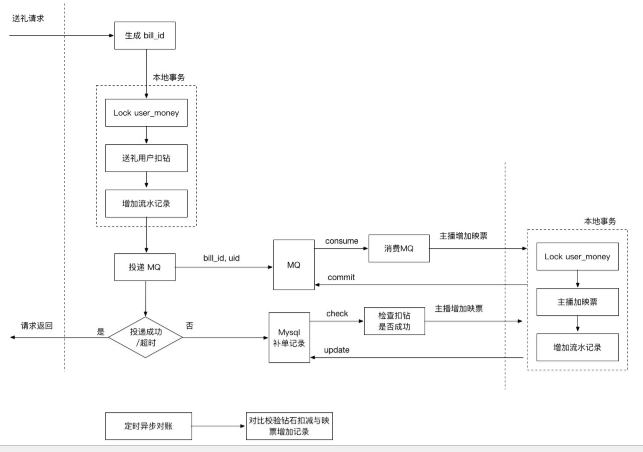 送礼请求
生成 bill_id
本地事务
Lock user_money
送礼用户扣钻
增加流水记录
投递 MQ
bill_id, uid
MQ
consume
消费MQ
主播增加映票
commit
本地事务
Lock user_money
主播加映票
增加流水记录
请求返回
是
投递成功
/超时
否
Mysql
补单记录
check
检查扣钻
是否成功
主播增加映票
update
定时异步对账
对比校验钻石扣减与映
票增加记录